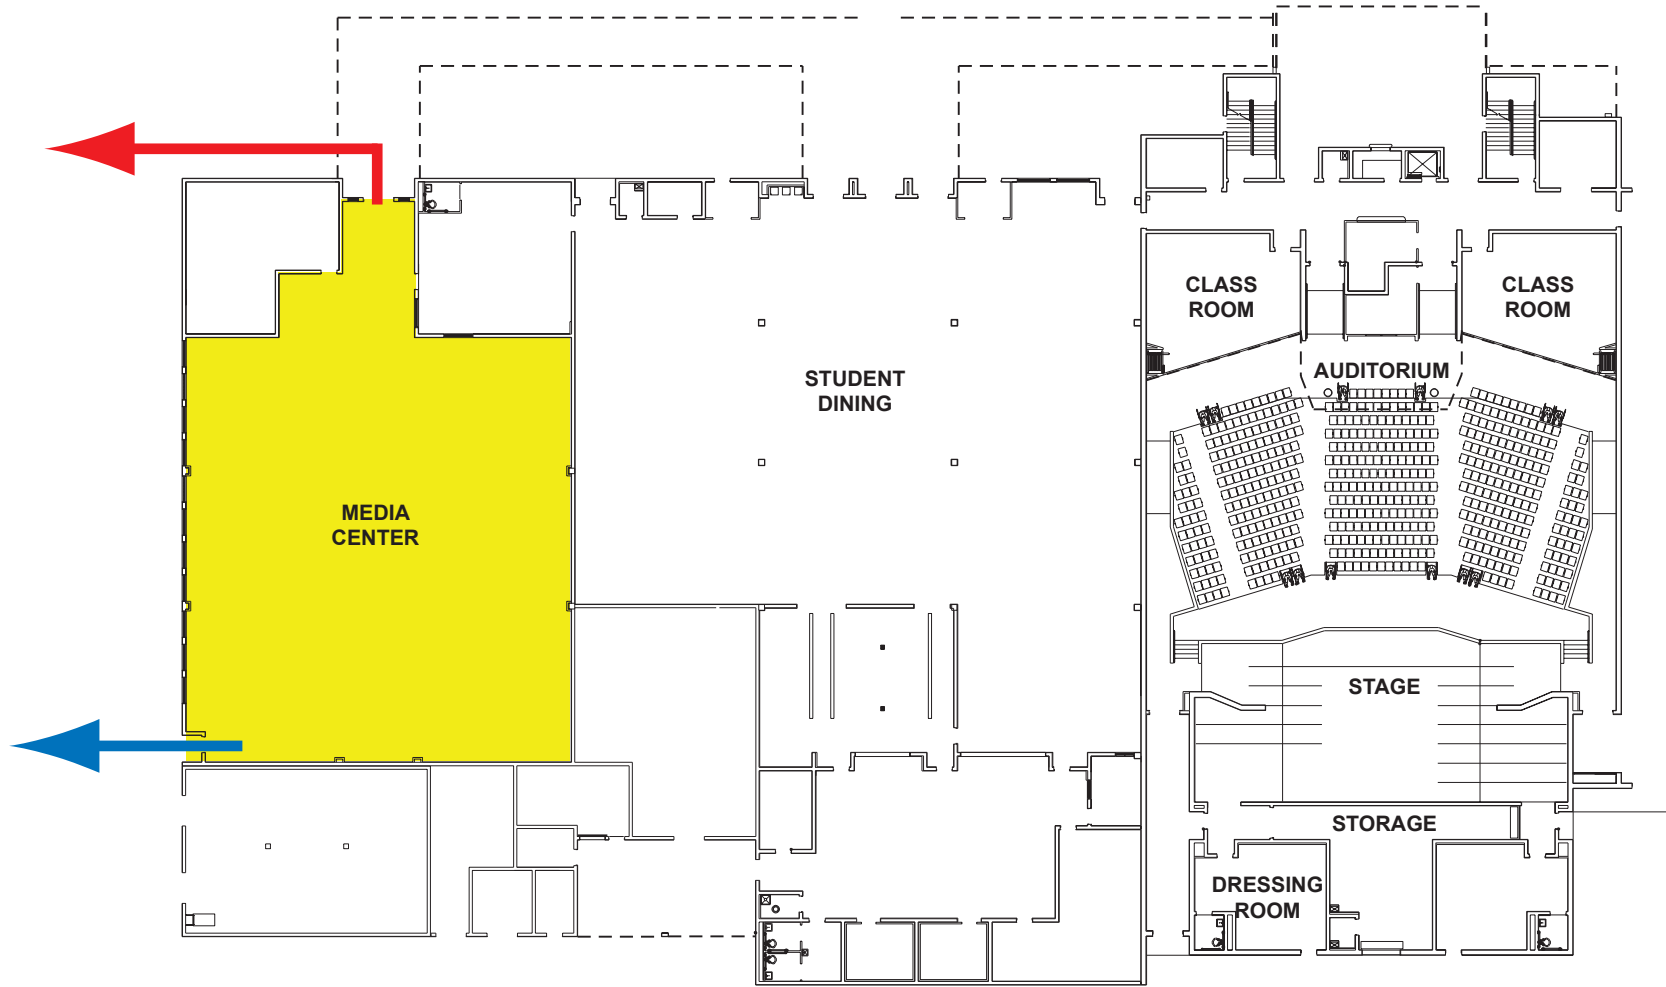 CLASS
ROOM
CLASS
ROOM
AUDITORIUM
STUDENT
DINING
MEDIA
CENTER
STAGE
STORAGE
DRESSING
ROOM